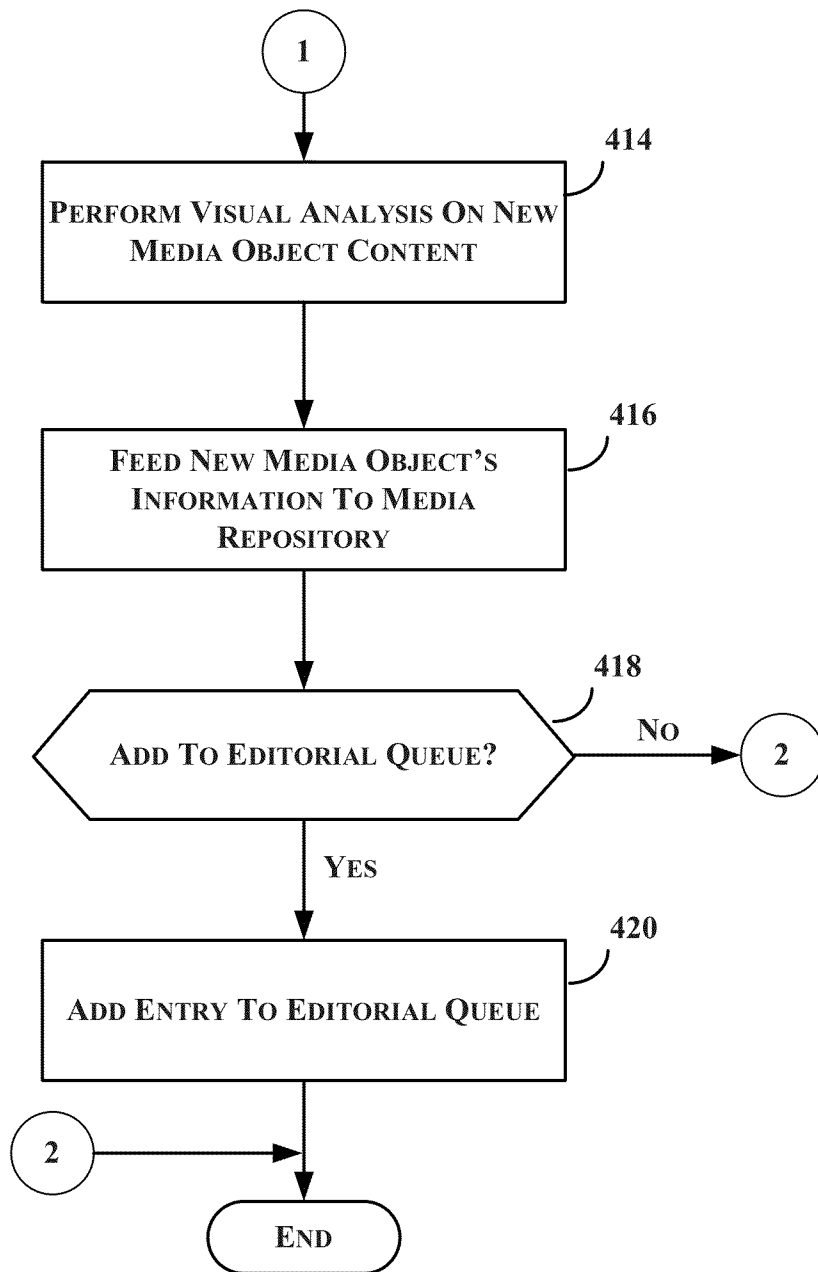 1
414
PERFORM VISUAL ANALYSIS ON NEW
MEDIA OBJECT CONTENT
416
FEED NEW MEDIA OBJECT'S
INFORMATION TO MEDIA
REPOSITORY
418
ADD TO EDITORIAL QUEUE?
NO
2
YES
420
ADD ENTRY TO EDITORIAL QUEUE
2
END